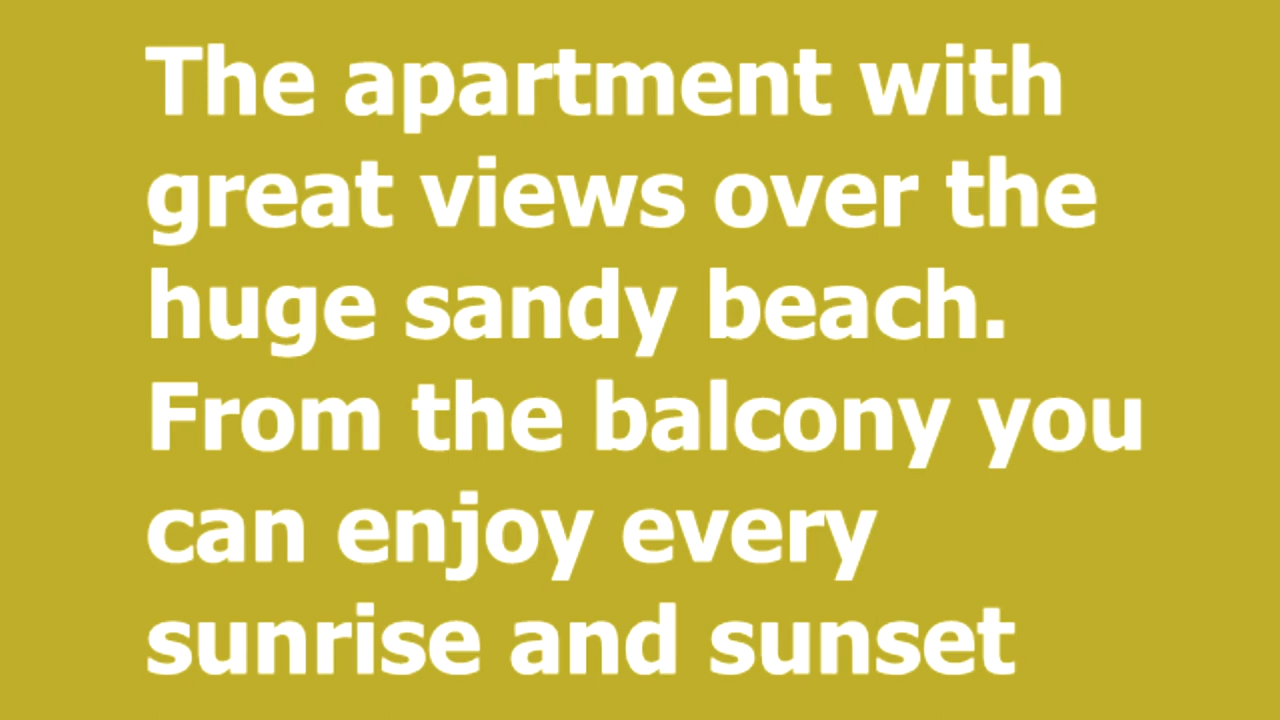 The apartment with
great views over the
huge sandy beach.
From the balcony you
can enjoy every
sunrise and sunset